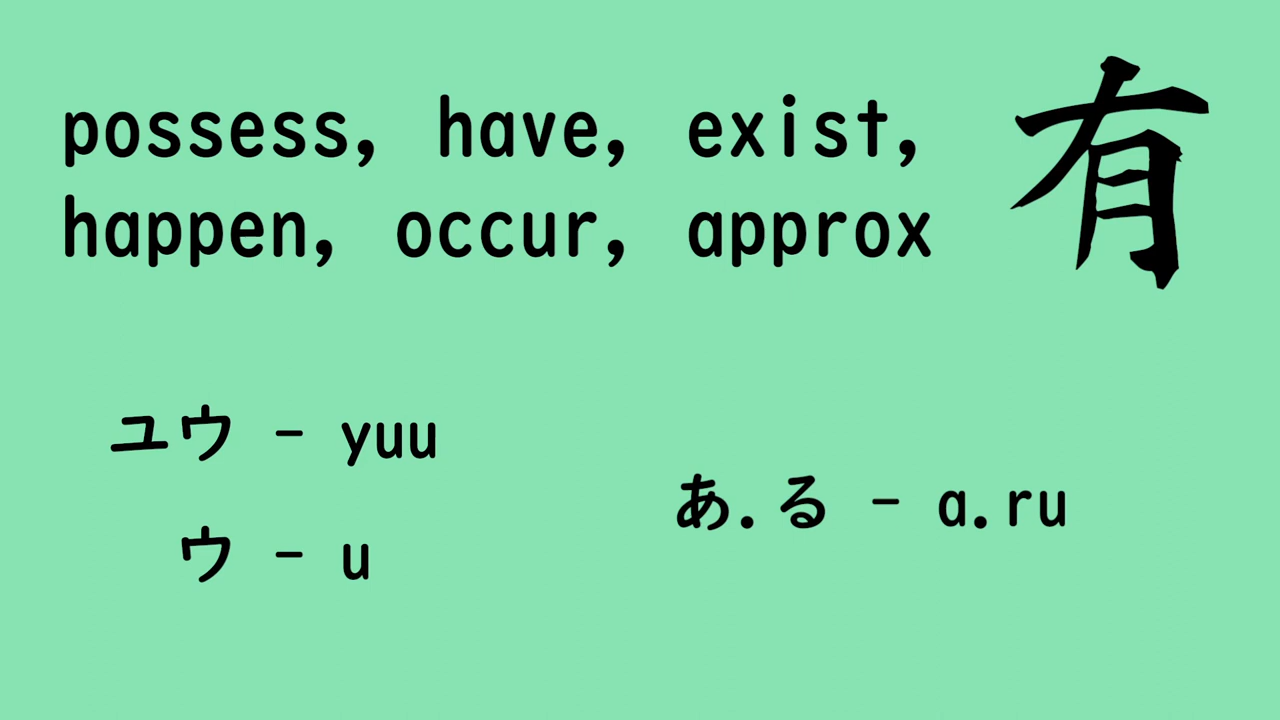 possess, have, exist,
happen, occur, approx
有
ユウ - yuu
ウ - u
あ.る - a.ru